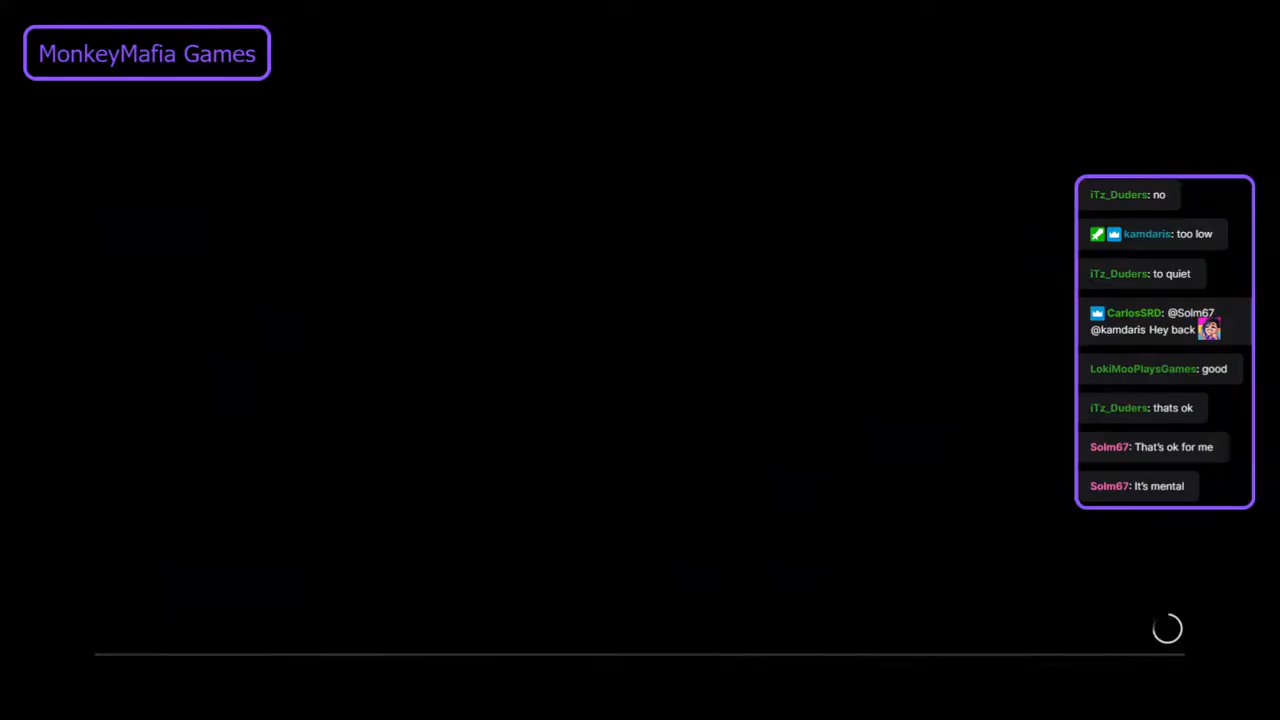 MonkeyMafia Games
iTz_Duders: no
kamdaris: too low
iTz_Duders: to quiet
CarlosSRD: @Solm67
@kamdaris Hey back
LokiMooPlaysGames: good
iTz_Duders: thats ok
Solm67: That's ok for me
Solm67: It's mental